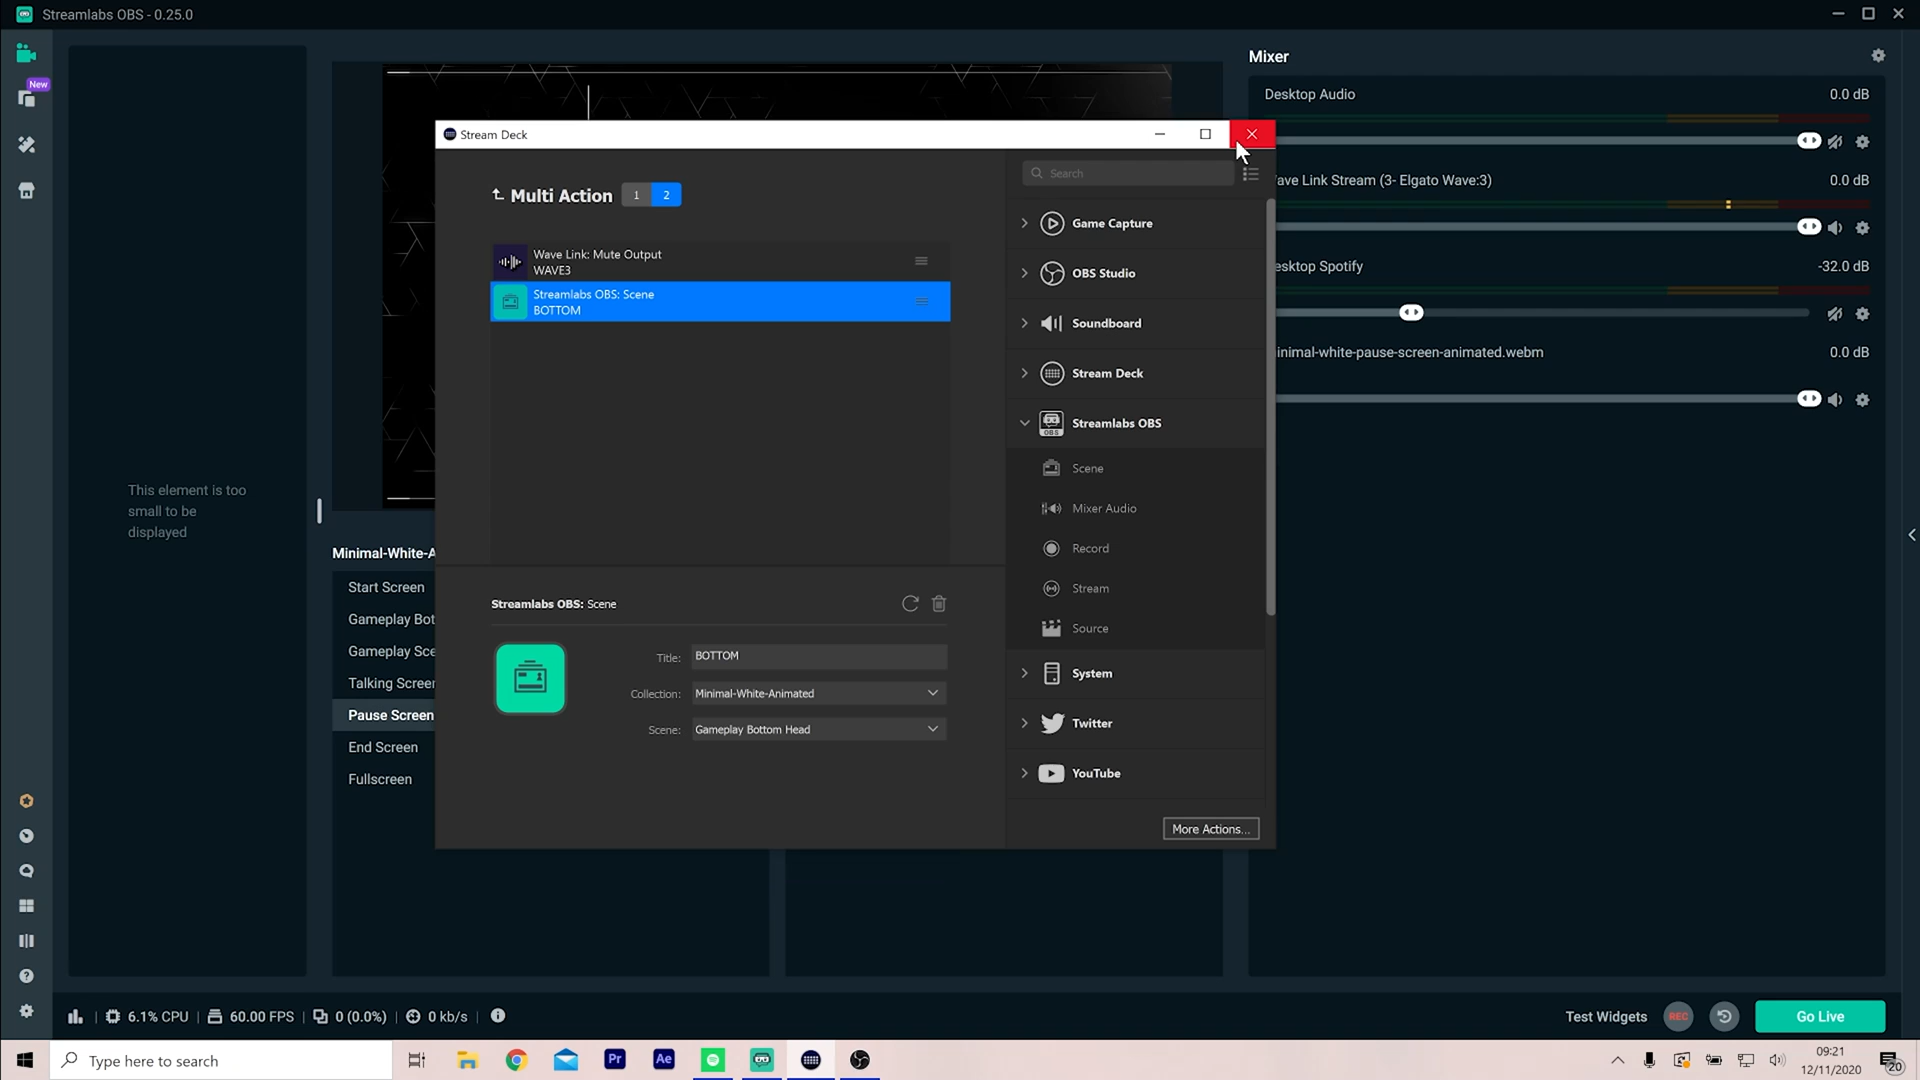 Streamlabs OBS - 0.25.0
New
This element is too
small to be
displayed
Stream Deck
Multi Action 1 2
Wave Link: Mute Output
WAVE3
Streamlabs OBS: Scene
BOTTOM
Streamlabs OBS: Scene
Title: BOTTOM
Collection: Minimal-White-Animated
Scene: Gameplay Bottom Head
Search
Game Capture
OBS Studio
Soundboard
Stream Deck
OBS
Streamlabs OBS
Scene
Mixer Audio
Record
Stream
Source
System
Twitter
YouTube
More Actions...
Minimal-White-A
Start Screen
Gameplay Bot
Gameplay Sce
Talking Screen
Pause Screen
End Screen
Fullscreen
Mixer
Desktop Audio 0.0 dB
ave Link Stream (3- Elgato Wave:3) 0.0 dB
esktop Spotify -32.0 dB
inimal-white-pause-screen-animated.webm 0.0 dB
6.1% CPU 60.00 FPS 0 (0.0%) 0 kb/s
Test Widgets REC Go Live
Type here to search
Pr Ae
09:21
12/11/2020
20